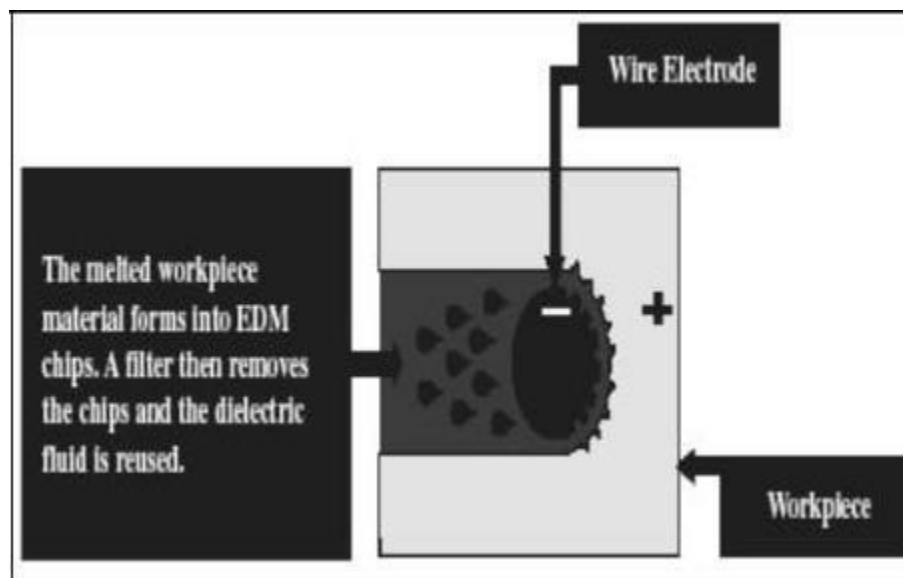 Wire Electrode
The melted workpiece
material forms into EDM
chips. A filter then removes
the chips and the dielectric
fluid is reused.
−
+
Workpiece